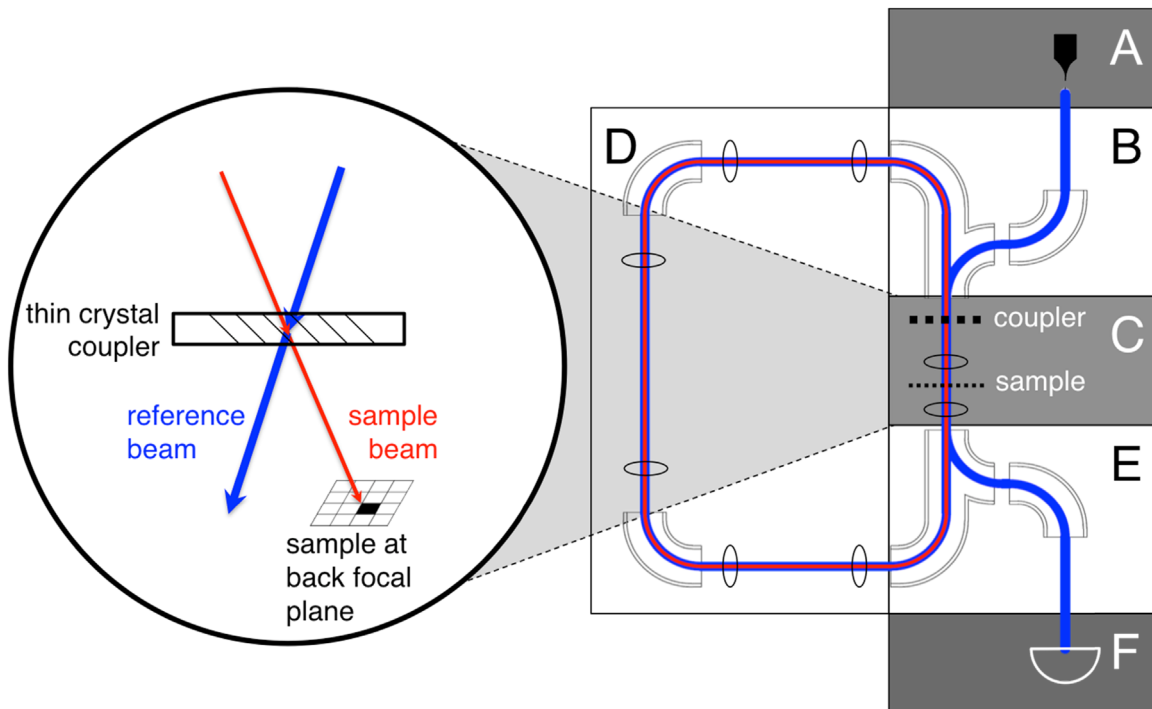 thin crystal
coupler
reference
beam
sample
beam
sample at
back focal
plane
D
A
B
coupler
C
sample
E
F